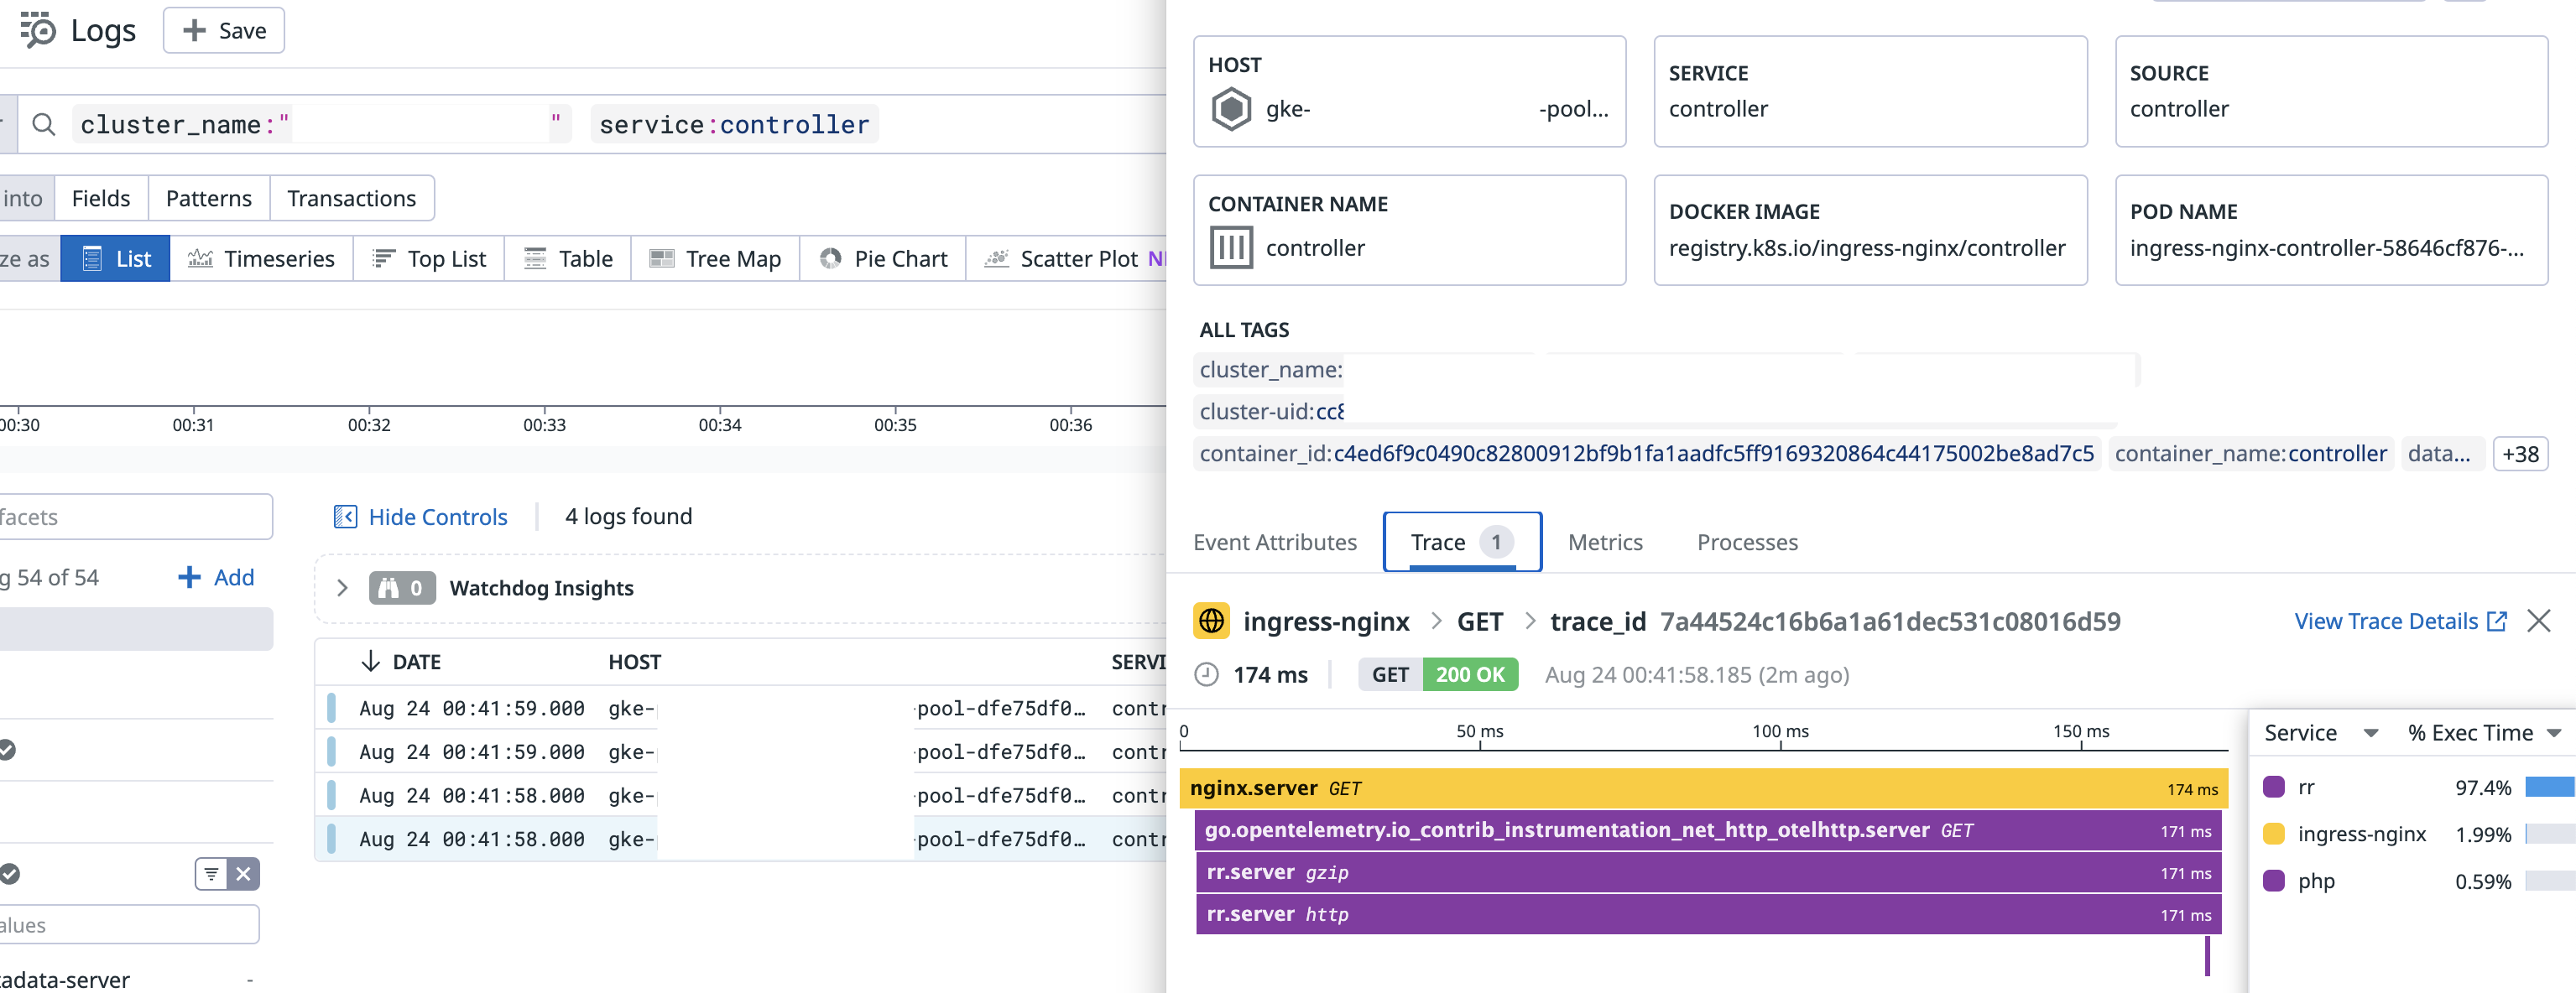 Logs
Save
cluster_name:" " service:controller
into
Fields
Patterns
Transactions
ze as
List
Timeseries
Top List
Table
Tree Map
Pie Chart
Scatter Plot
00:30
00:31
00:32
00:33
00:34
00:35
00:36
facets
g 54 of 54
Add
Hide Controls
4 logs found
0 Watchdog Insights
DATE HOST SERVI
Aug 24 00:41:59.000 gke- -pool-dfe75df0… contr
Aug 24 00:41:59.000 gke- -pool-dfe75df0… contr
Aug 24 00:41:58.000 gke- -pool-dfe75df0… contr
Aug 24 00:41:58.000 gke- -pool-dfe75df0… contr
alues
adata-server -
HOST
gke- -pool...
SERVICE
controller
SOURCE
controller
CONTAINER NAME
controller
DOCKER IMAGE
registry.k8s.io/ingress-nginx/controller
POD NAME
ingress-nginx-controller-58646cf876-...
ALL TAGS
cluster_name:
cluster-uid:cc8
container_id:c4ed6f9c0490c82800912bf9b1fa1aadfc5ff9169320864c44175002be8ad7c5 container_name:controller data... +38
Event Attributes
Trace 1
Metrics
Processes
ingress-nginx > GET > trace_id 7a44524c16b6a1a61dec531c08016d59
View Trace Details
174 ms GET 200 OK Aug 24 00:41:58.185 (2m ago)
0 50 ms 100 ms 150 ms
nginx.server GET 174 ms
go.opentelemetry.io_contrib_instrumentation_net_http_otelhttp.server GET 171 ms
rr.server gzip 171 ms
rr.server http 171 ms
Service % Exec Time
rr 97.4%
ingress-nginx 1.99%
php 0.59%